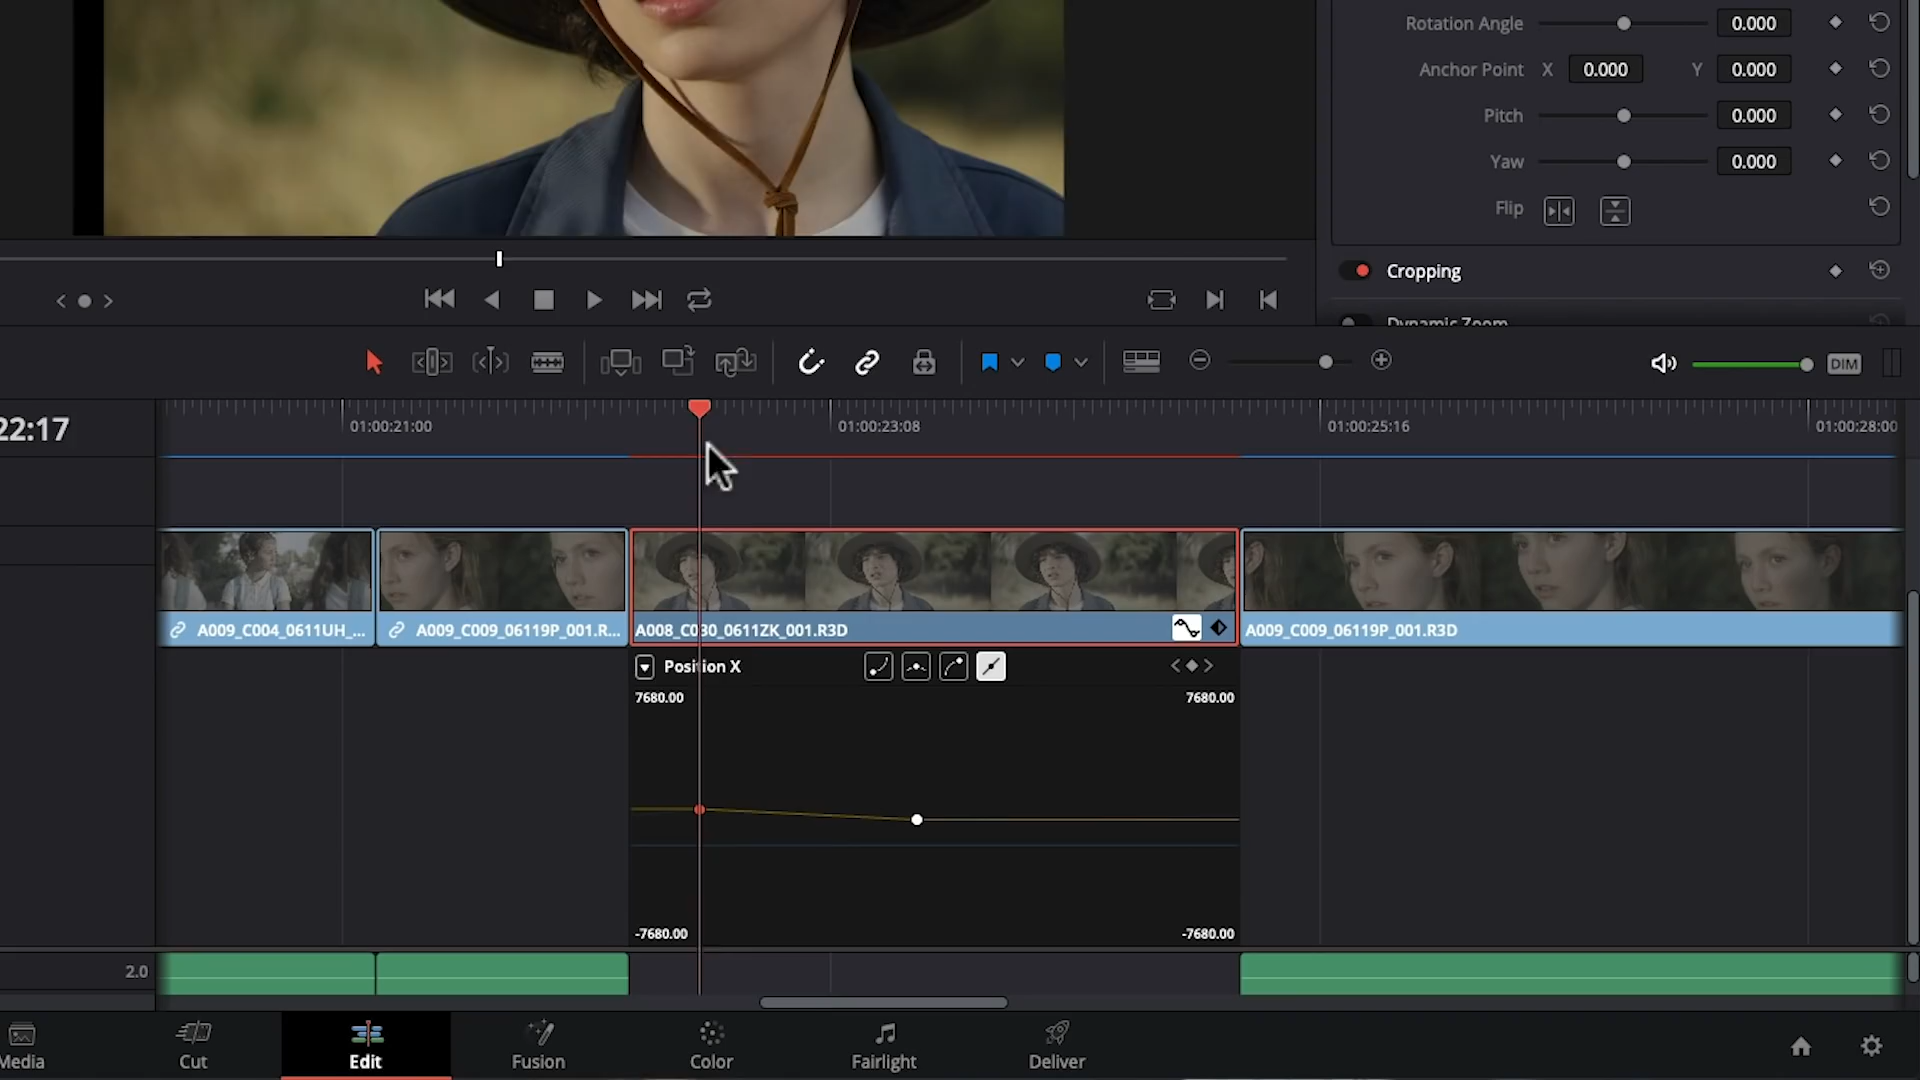 Rotation Angle 0.000
Anchor Point X 0.000 Y 0.000
Pitch 0.000
Yaw 0.000
Flip
Cropping
Dynamic Zoom
DIM
22:17
01:00:21:00
01:00:23:08
01:00:25:16
01:00:28:00
A009_C004_0611UH_...
A009_C009_06119P_001.R...
A008_C030_0611ZK_001.R3D
A009_C009_06119P_001.R3D
Position X
7680.00 7680.00
-7680.00 -7680.00
2.0
Media
Cut
Edit
Fusion
Color
Fairlight
Deliver